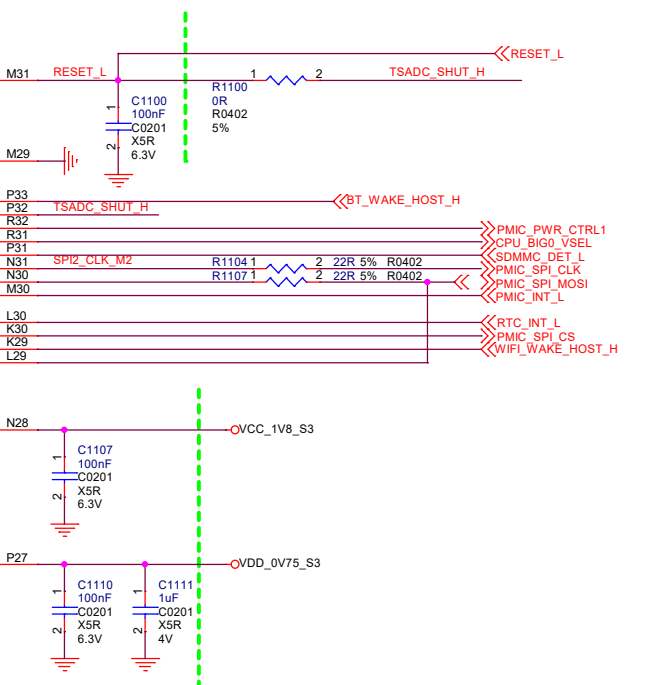 RESET_L
M31 RESET_L 1 2 TSADC_SHUT_H
R1100
0R
R0402
5%
1
C1100
100nF
C0201
X5R
6.3V
2
M29
P33 BT_WAKE_HOST_H
P32 TSADC_SHUT_H
R32 PMIC_PWR_CTRL1
R31 CPU_BIG0_VSEL
P31 SDMMC_DET_L
N31 SPI2_CLK_M2 R1104 1 2 22R 5% R0402 PMIC_SPI_CLK
N30 R1107 1 2 22R 5% R0402 PMIC_SPI_MOSI
M30 PMIC_INT_L
L30 RTC_INT_L
K30 PMIC_SPI_CS
K29 WIFI_WAKE_HOST_H
L29
N28 VCC_1V8_S3
1
C1107
100nF
C0201
X5R
6.3V
2
P27 VDD_0V75_S3
1
C1110
100nF
C0201
X5R
6.3V
2
1
C1111
1uF
C0201
X5R
4V
2